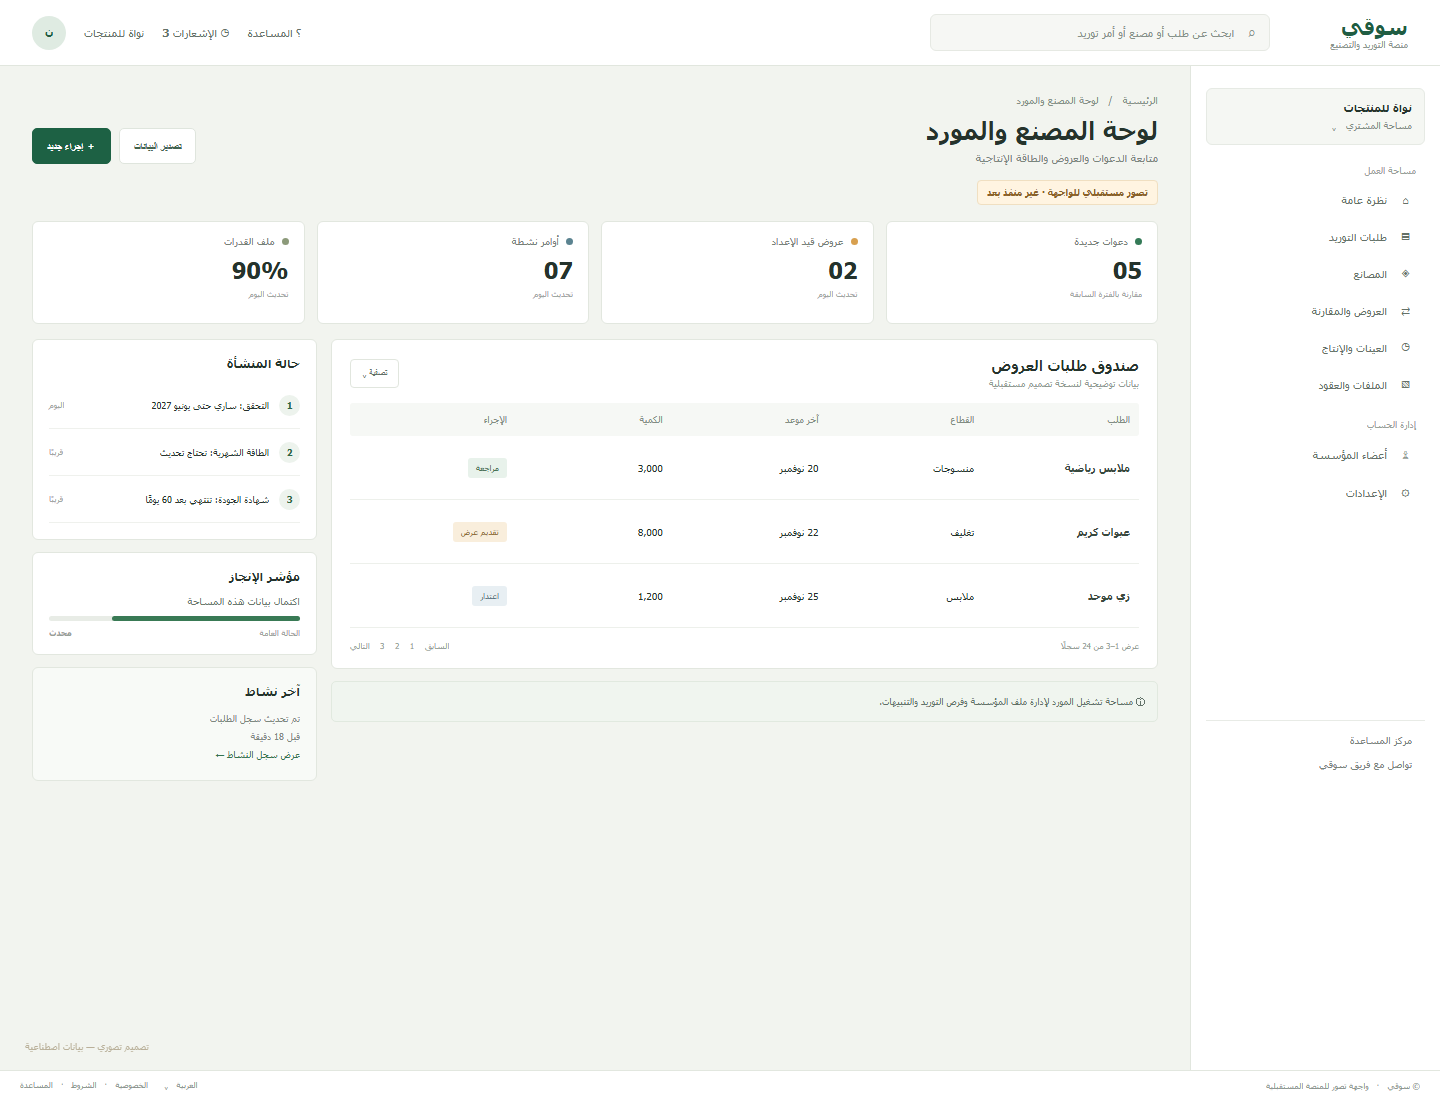 سوقي
منصة التوريد والتصنيع
ابحث عن طلب أو مصنع أو أمر توريد
؟ المساعدة
الإشعارات 3
نواة للمنتجات
ن
نواة للمنتجات
مساحة المشتري
مساحة العمل
نظرة عامة
طلبات التوريد
المصانع
العروض والمقارنة
العينات والإنتاج
الملفات والعقود
إدارة الحساب
أعضاء المؤسسة
الإعدادات
مركز المساعدة
تواصل مع فريق سوقي
الرئيسية / لوحة المصنع والمورد
لوحة المصنع والمورد
متابعة الدعوات والعروض والطاقة الإنتاجية
تصور مستقبلي للواجهة · غير منفذ بعد
تصدير البيانات
+ إجراء جديد
دعوات جديدة
05
مقارنة بالفترة السابقة
عروض قيد الإعداد
02
تحديث اليوم
أوامر نشطة
07
تحديث اليوم
ملف القدرات
90%
تحديث اليوم
صندوق طلبات العروض
بيانات توضيحية لنسخة تصميم مستقبلية
تصفية
الطلب القطاع آخر موعد الكمية الإجراء
ملابس رياضية منسوجات 20 نوفمبر 3,000 مراجعة
عبوات كريم تغليف 22 نوفمبر 8,000 تقديم عرض
زي موحد ملابس 25 نوفمبر 1,200 اعتذار
عرض 1–3 من 24 سجلًا
السابق 1 2 3 التالي
مساحة تشغيل المورد لإدارة ملف المؤسسة وفرص التوريد والتنبيهات.
حالة المنشأة
1 التحقق: ساري حتى يونيو 2027 اليوم
2 الطاقة الشهرية: تحتاج تحديث قريبًا
3 شهادة الجودة: تنتهي بعد 60 يومًا قريبًا
مؤشر الإنجاز
اكتمال بيانات هذه المساحة
الحالة العامة محدث
آخر نشاط
تم تحديث سجل الطلبات
قبل 18 دقيقة
عرض سجل النشاط ←
تصميم تصوري — بيانات اصطناعية
© سوقي · واجهة تصور للمنصة المستقبلية
العربية
الخصوصية · الشروط · المساعدة